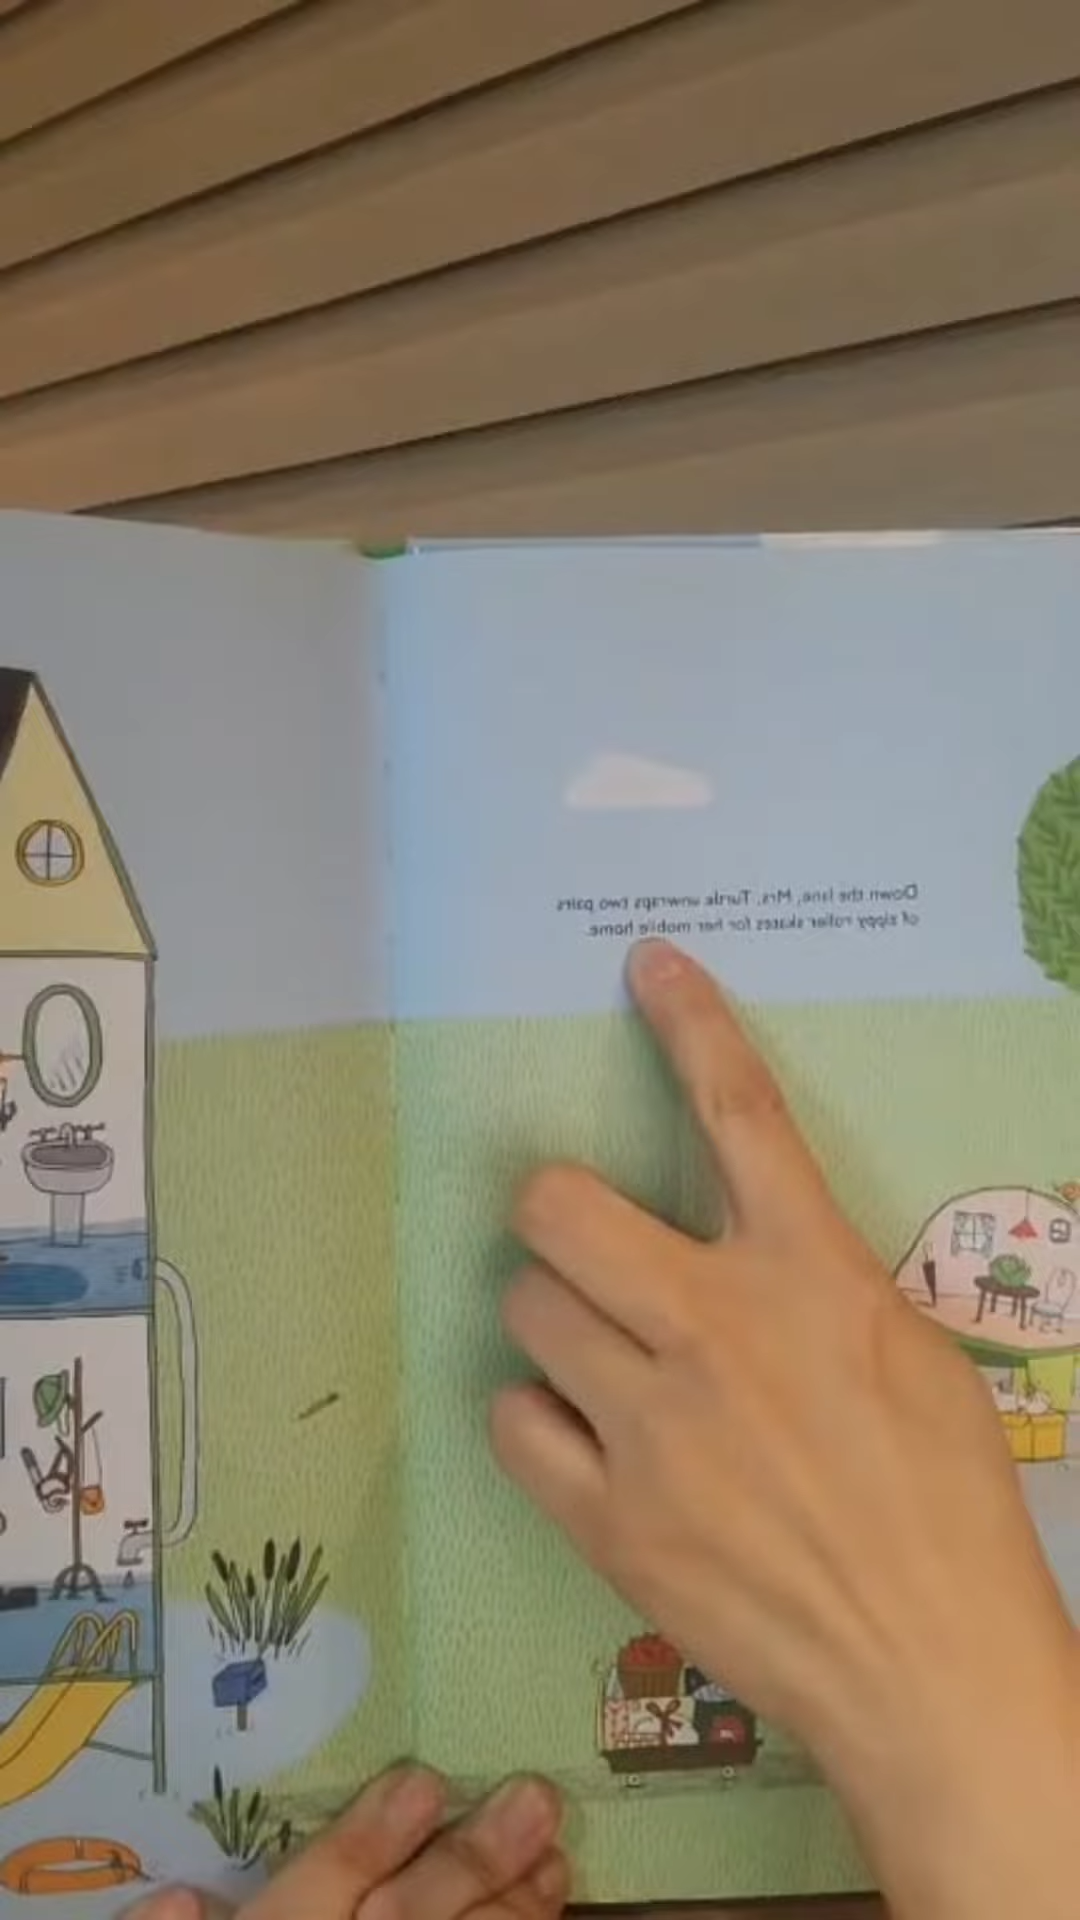 Down the lane, Mrs. Turtle unwraps two pairs
of zippy roller skates for her mobile home.